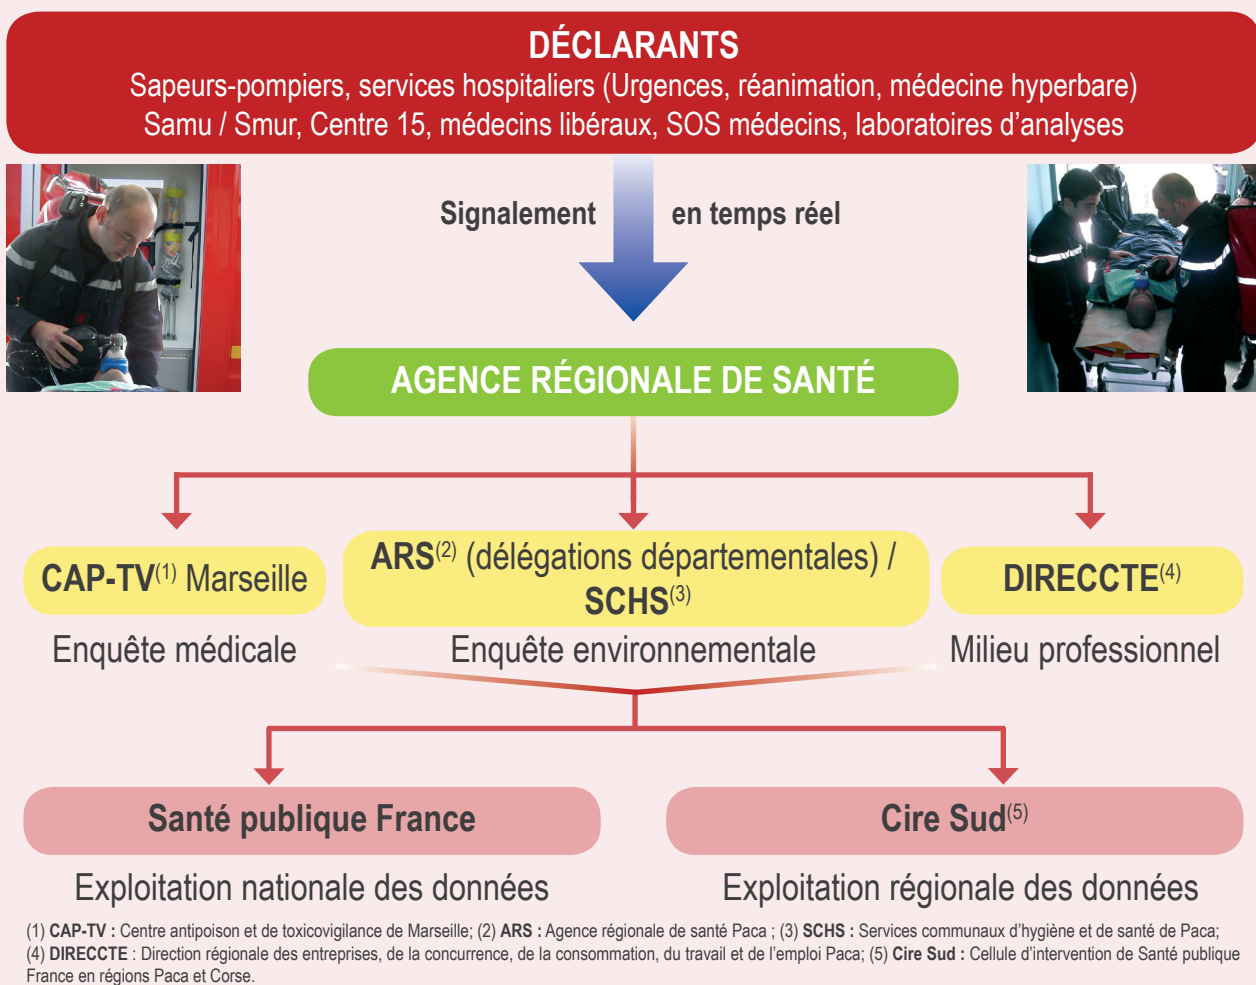 DÉCLARANTS
Sapeurs-pompiers, services hospitaliers (Urgences, réanimation, médecine hyperbare)
Samu / Smur, Centre 15, médecins libéraux, SOS médecins, laboratoires d'analyses
Signalement en temps réel
AGENCE RÉGIONALE DE SANTÉ
CAP-TV(1) Marseille
Enquête médicale
ARS(2) (délégations départementales) /
SCHS(3)
Enquête environnementale
DIRECCTE(4)
Milieu professionnel
Santé publique France
Exploitation nationale des données
Cire Sud(5)
Exploitation régionale des données
(1) CAP-TV : Centre antipoison et de toxicovigilance de Marseille; (2) ARS : Agence régionale de santé Paca ; (3) SCHS : Services communaux d'hygiène et de santé de Paca;
(4) DIRECCTE : Direction régionale des entreprises, de la concurrence, de la consommation, du travail et de l'emploi Paca; (5) Cire Sud : Cellule d'intervention de Santé publique
France en régions Paca et Corse.